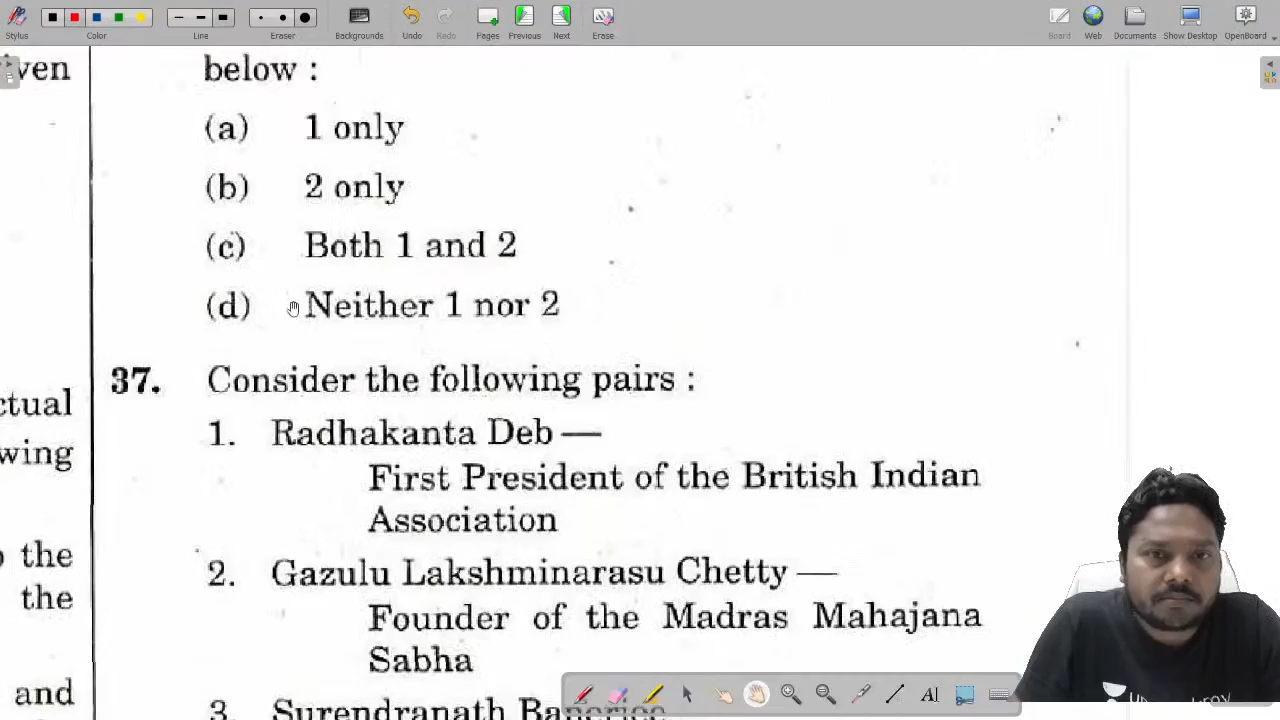 Stylus
Color
Line
Eraser
Backgrounds
Undo
Redo
Pages
Previous
Next
Erase
Board
Web
Documents
Show Desktop
OpenBoard
below :
(a) 1 only
(b) 2 only
(c) Both 1 and 2
(d) Neither 1 nor 2
37. Consider the following pairs :
1. Radhakanta Deb —
First President of the British Indian
Association
2. Gazulu Lakshminarasu Chetty —
Founder of the Madras Mahajana
Sabha
3. Surendranath Banerjee
wing
the
the
and